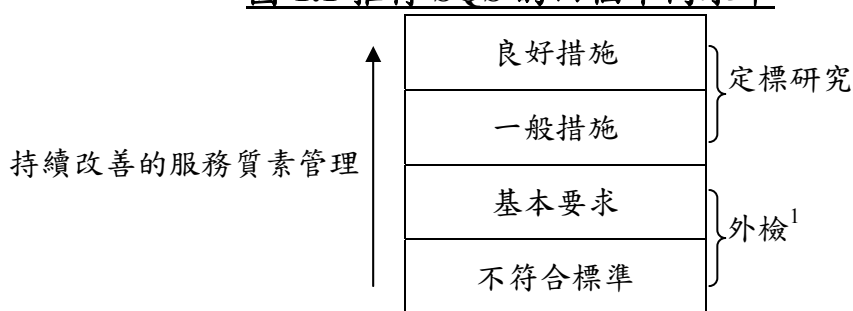 良好措施
定標研究
一般措施
持續改善的服務質素管理
基本要求
外檢1
不符合標準